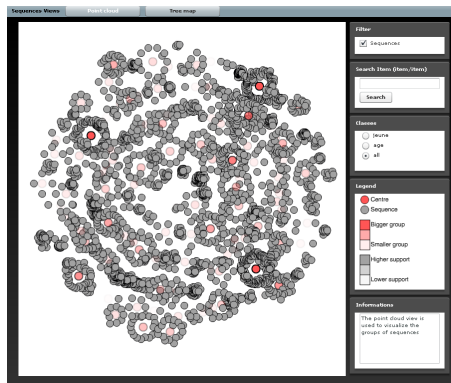 Sequences Views
Point cloud
Tree map
Filter
Sequences
Search Item (item/item)
Search
Classes
jeune
age
all
Legend
Centre
Sequence
Bigger group
Smaller group
Higher support
Lower support
Informations
The point cloud view is
used to visualise the
groups of sequences